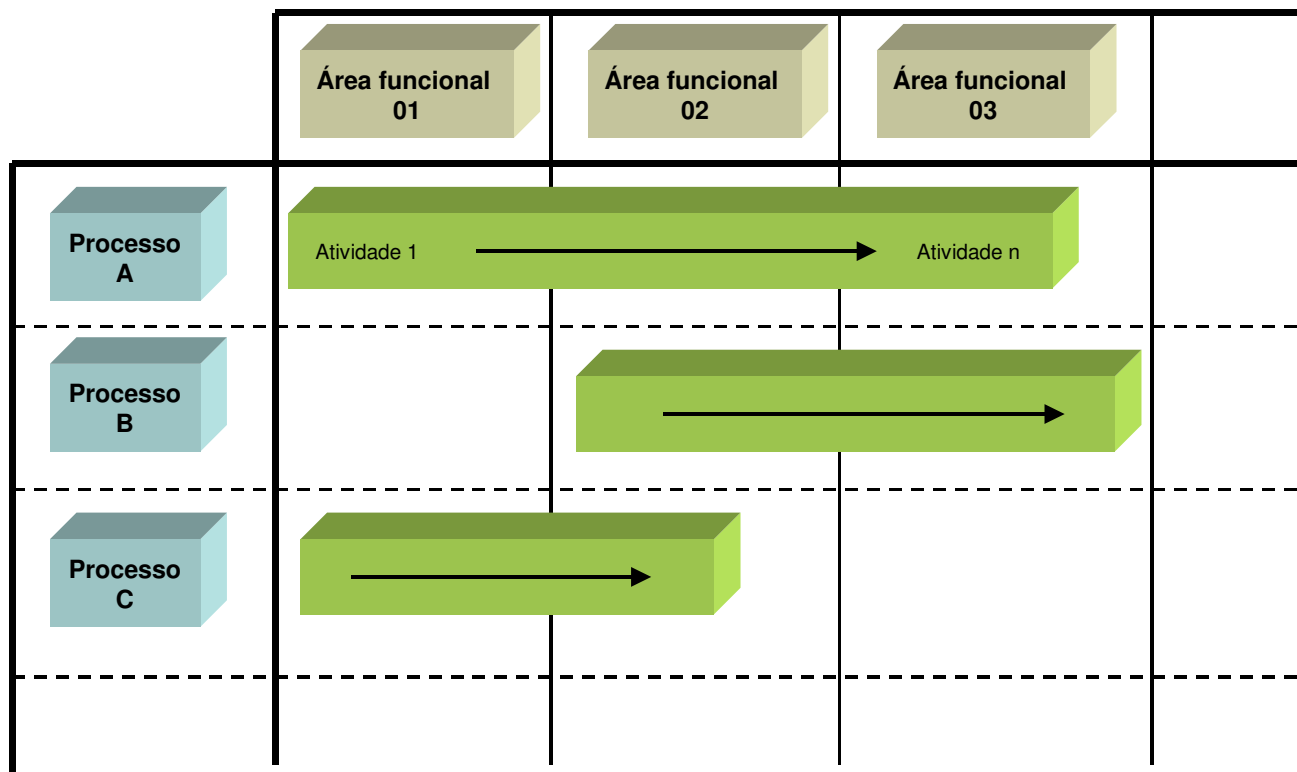 Área funcional
01
Área funcional
02
Área funcional
03
Processo
A
Atividade 1
Atividade n
Processo
B
Processo
C